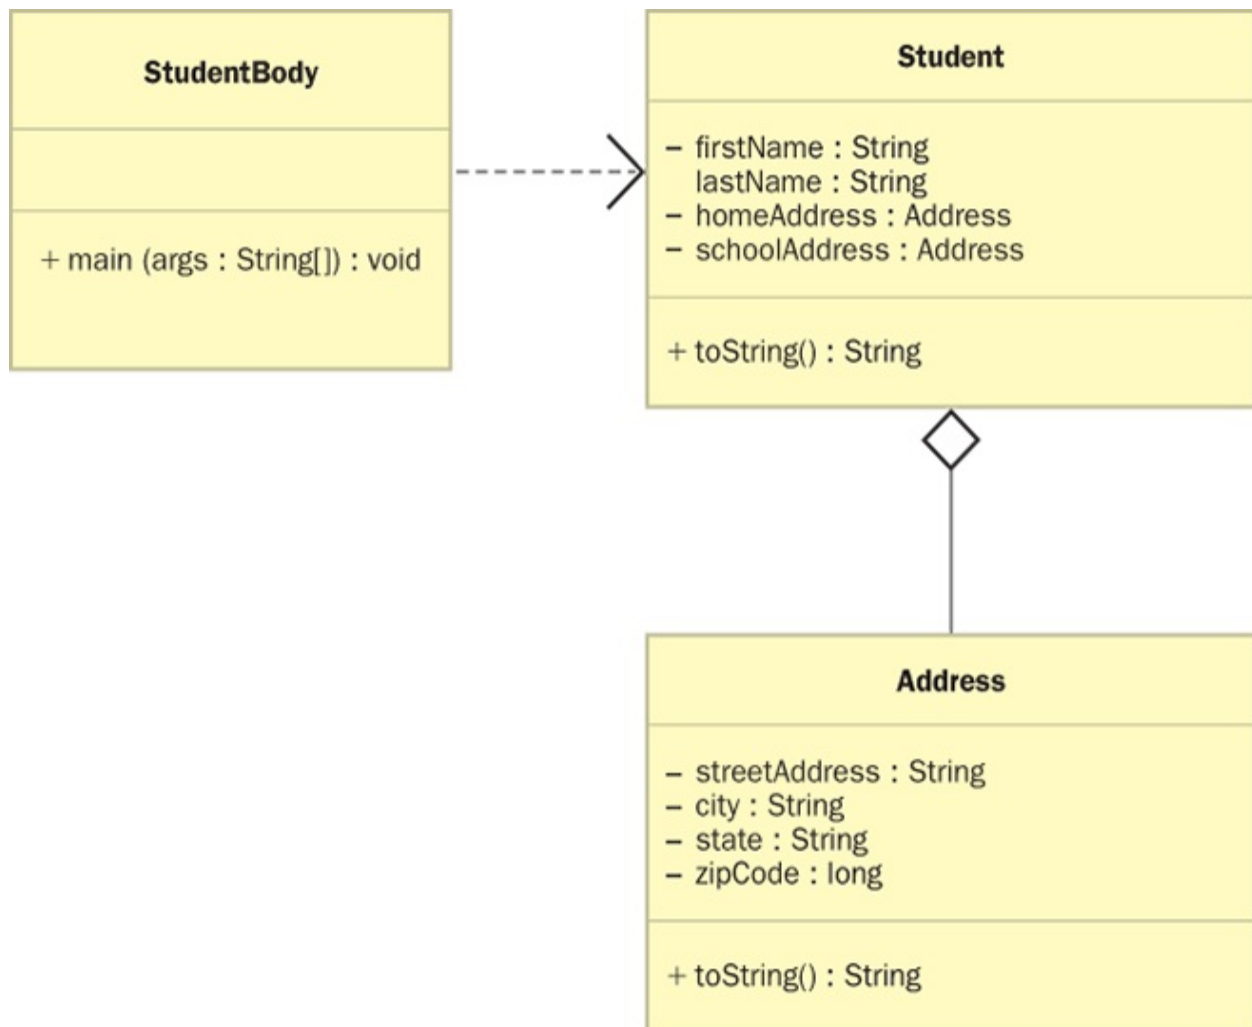 StudentBody
+ main (args : String[]) : void
Student
– firstName : String
lastName : String
– homeAddress : Address
– schoolAddress : Address
+ toString() : String
Address
– streetAddress : String
– city : String
– state : String
– zipCode : long
+ toString() : String